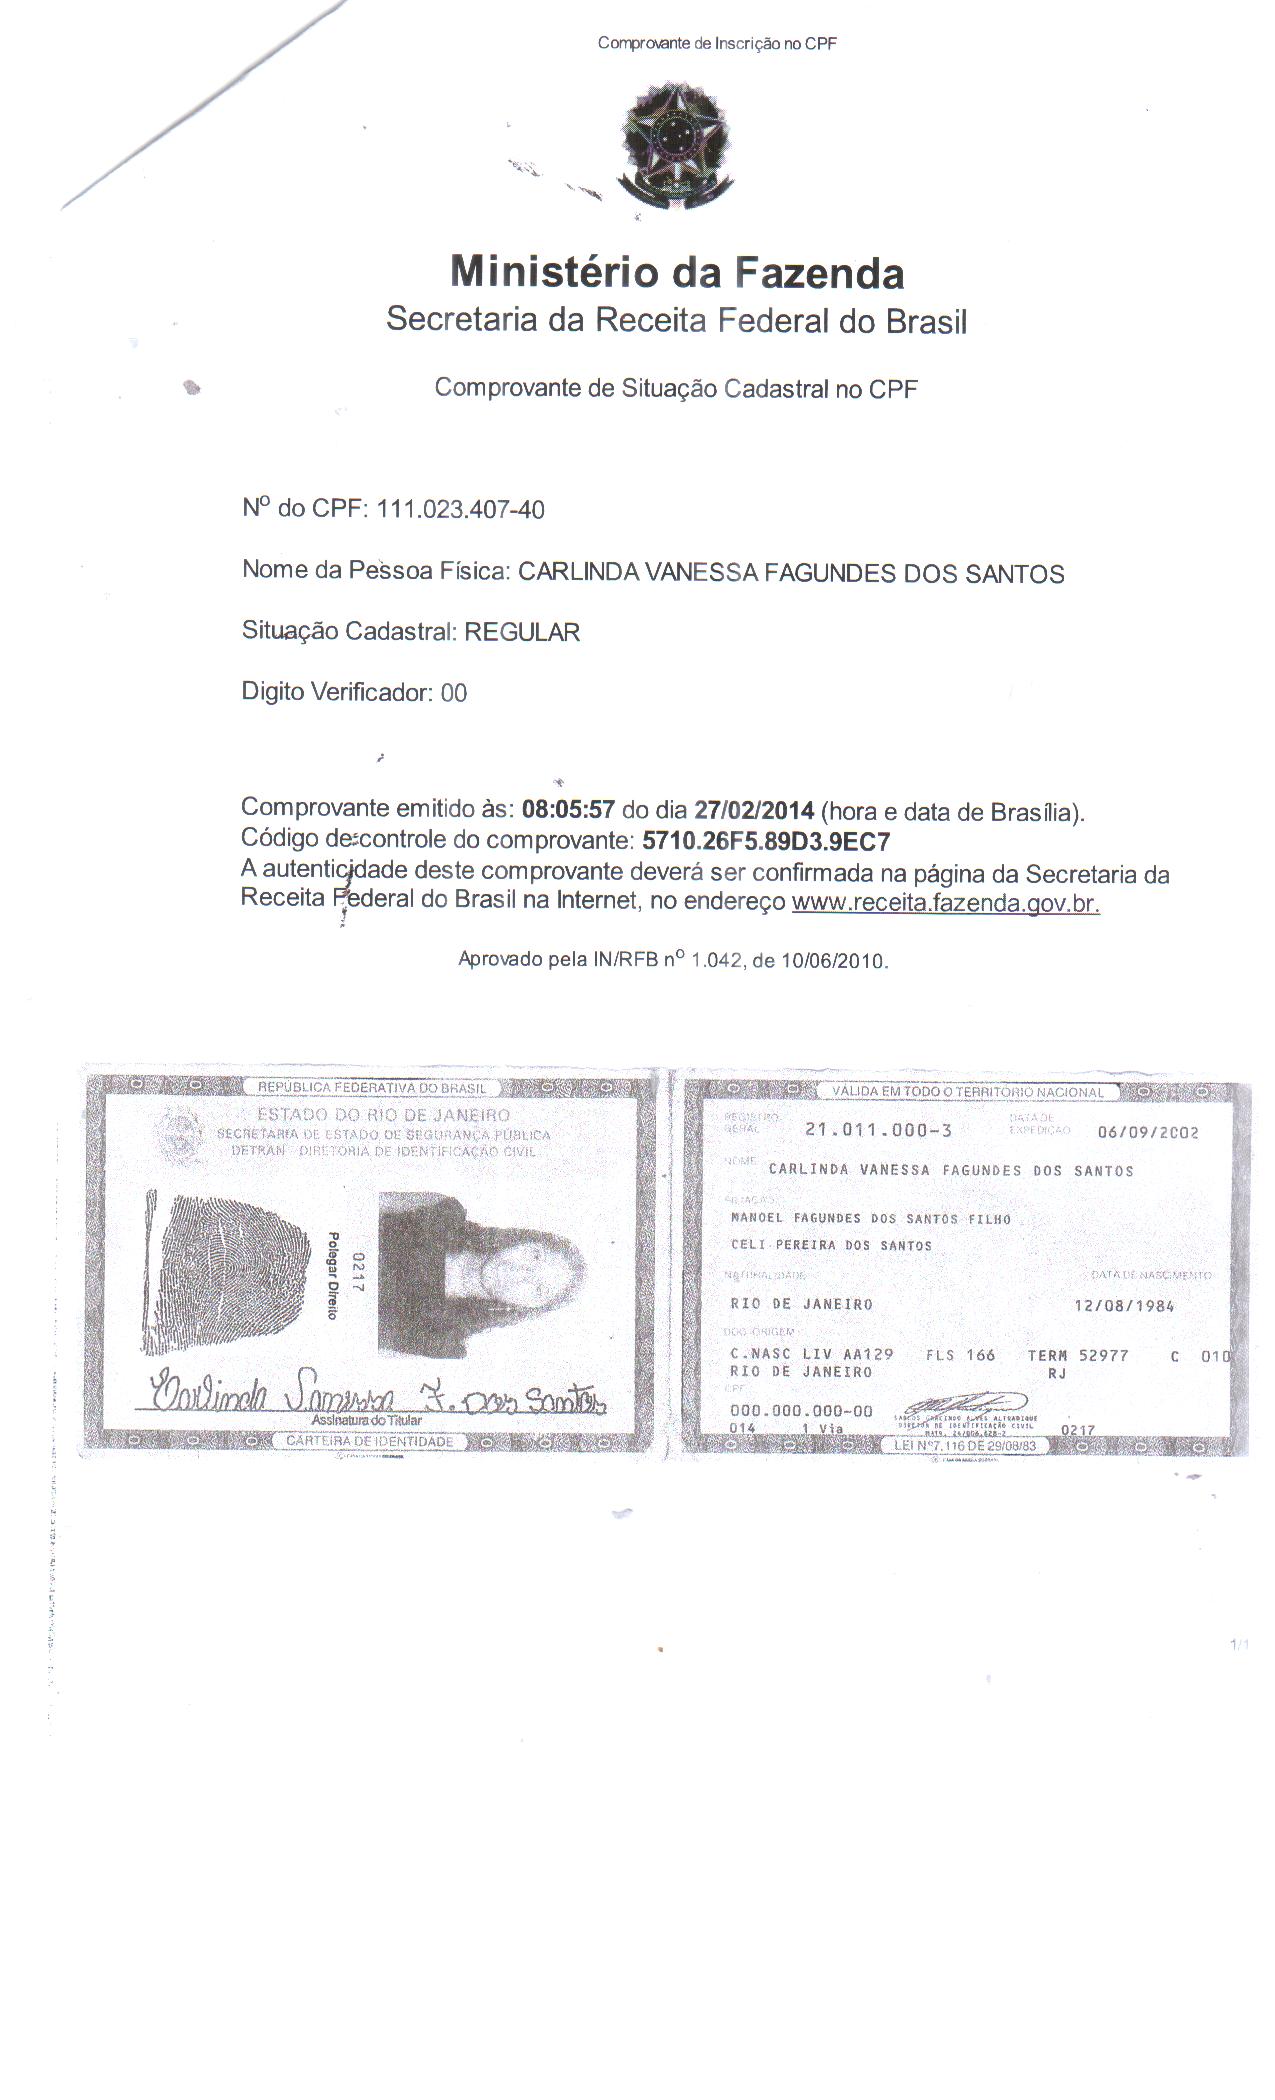 Comprovante de Inscrição no CPF
Ministério da Fazenda
Secretaria da Receita Federal do Brasil
Comprovante de Situação Cadastral no CPF
Nº do CPF: 111.023.407-40
Nome da Pessoa Física: CARLINDA VANESSA FAGUNDES DOS SANTOS
Situação Cadastral: REGULAR
Digito Verificador: 00
Comprovante emitido às: 08:05:57 do dia 27/02/2014 (hora e data de Brasília).
Código de controle do comprovante: 5710.26F5.89D3.9EC7
A autenticidade deste comprovante deverá ser confirmada na página da Secretaria da
Receita Federal do Brasil na Internet, no endereço www.receita.fazenda.gov.br.
Aprovado pela IN/RFB nº 1.042, de 10/06/2010.
REPÚBLICA FEDERATIVA DO BRASIL
ESTADO DO RIO DE JANEIRO
SECRETARIA DE ESTADO DE SEGURANÇA PÚBLICA
DETRAN DIRETORIA DE IDENTIFICAÇÃO CIVIL
0217
Polegar Direito
Carlinda Vanessa F. Dos Santos
Assinatura do Titular
CARTEIRA DE IDENTIDADE
VÁLIDA EM TODO O TERRITÓRIO NACIONAL
REGISTRO GERAL 21.011.000-3 DATA DE EXPEDIÇÃO 06/09/2002
NOME CARLINDA VANESSA FAGUNDES DOS SANTOS
FILIAÇÃO
MANOEL FAGUNDES DOS SANTOS FILHO
CELI PEREIRA DOS SANTOS
NATURALIDADE DATA DE NASCIMENTO
RIO DE JANEIRO 12/08/1984
DOC ORIGEM
C.NASC LIV AA129 FLS 166 TERM 52977 C 010
RIO DE JANEIRO RJ
CPF
000.000.000-00
DIRETOR DE IDENTIFICAÇÃO CIVIL
014 1 Via 0217
LEI Nº 7.116 DE 29/08/83
1/1